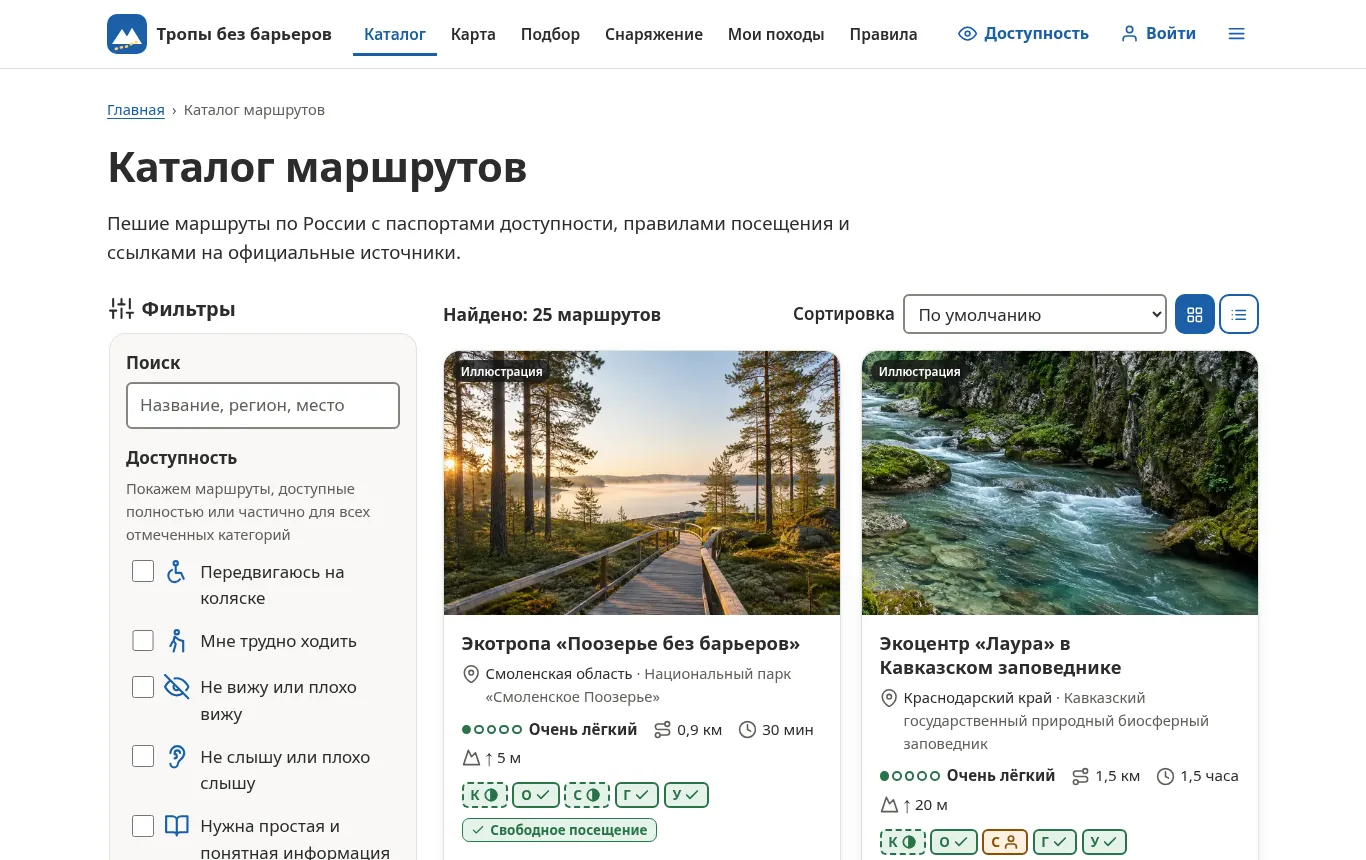 Тропы без барьеров
Каталог
Карта
Подбор
Снаряжение
Мои походы
Правила
Доступность
Войти
Главная › Каталог маршрутов
Каталог маршрутов
Пешие маршруты по России с паспортами доступности, правилами посещения и
ссылками на официальные источники.
Фильтры
Поиск
Название, регион, место
Доступность
Покажем маршруты, доступные
полностью или частично для всех
отмеченных категорий
Передвигаюсь на
коляске
Мне трудно ходить
Не вижу или плохо
вижу
Не слышу или плохо
слышу
Нужна простая и
понятная информация
Найдено: 25 маршрутов
Сортировка
По умолчанию
Иллюстрация
Экотропа «Поозерье без барьеров»
Смоленская область · Национальный парк
«Смоленское Поозерье»
Очень лёгкий 0,9 км 30 мин
↑ 5 м
К О С Г У
Свободное посещение
Иллюстрация
Экоцентр «Лаура» в
Кавказском заповеднике
Краснодарский край · Кавказский
государственный природный биосферный
заповедник
Очень лёгкий 1,5 км 1,5 часа
↑ 20 м
К О С Г У